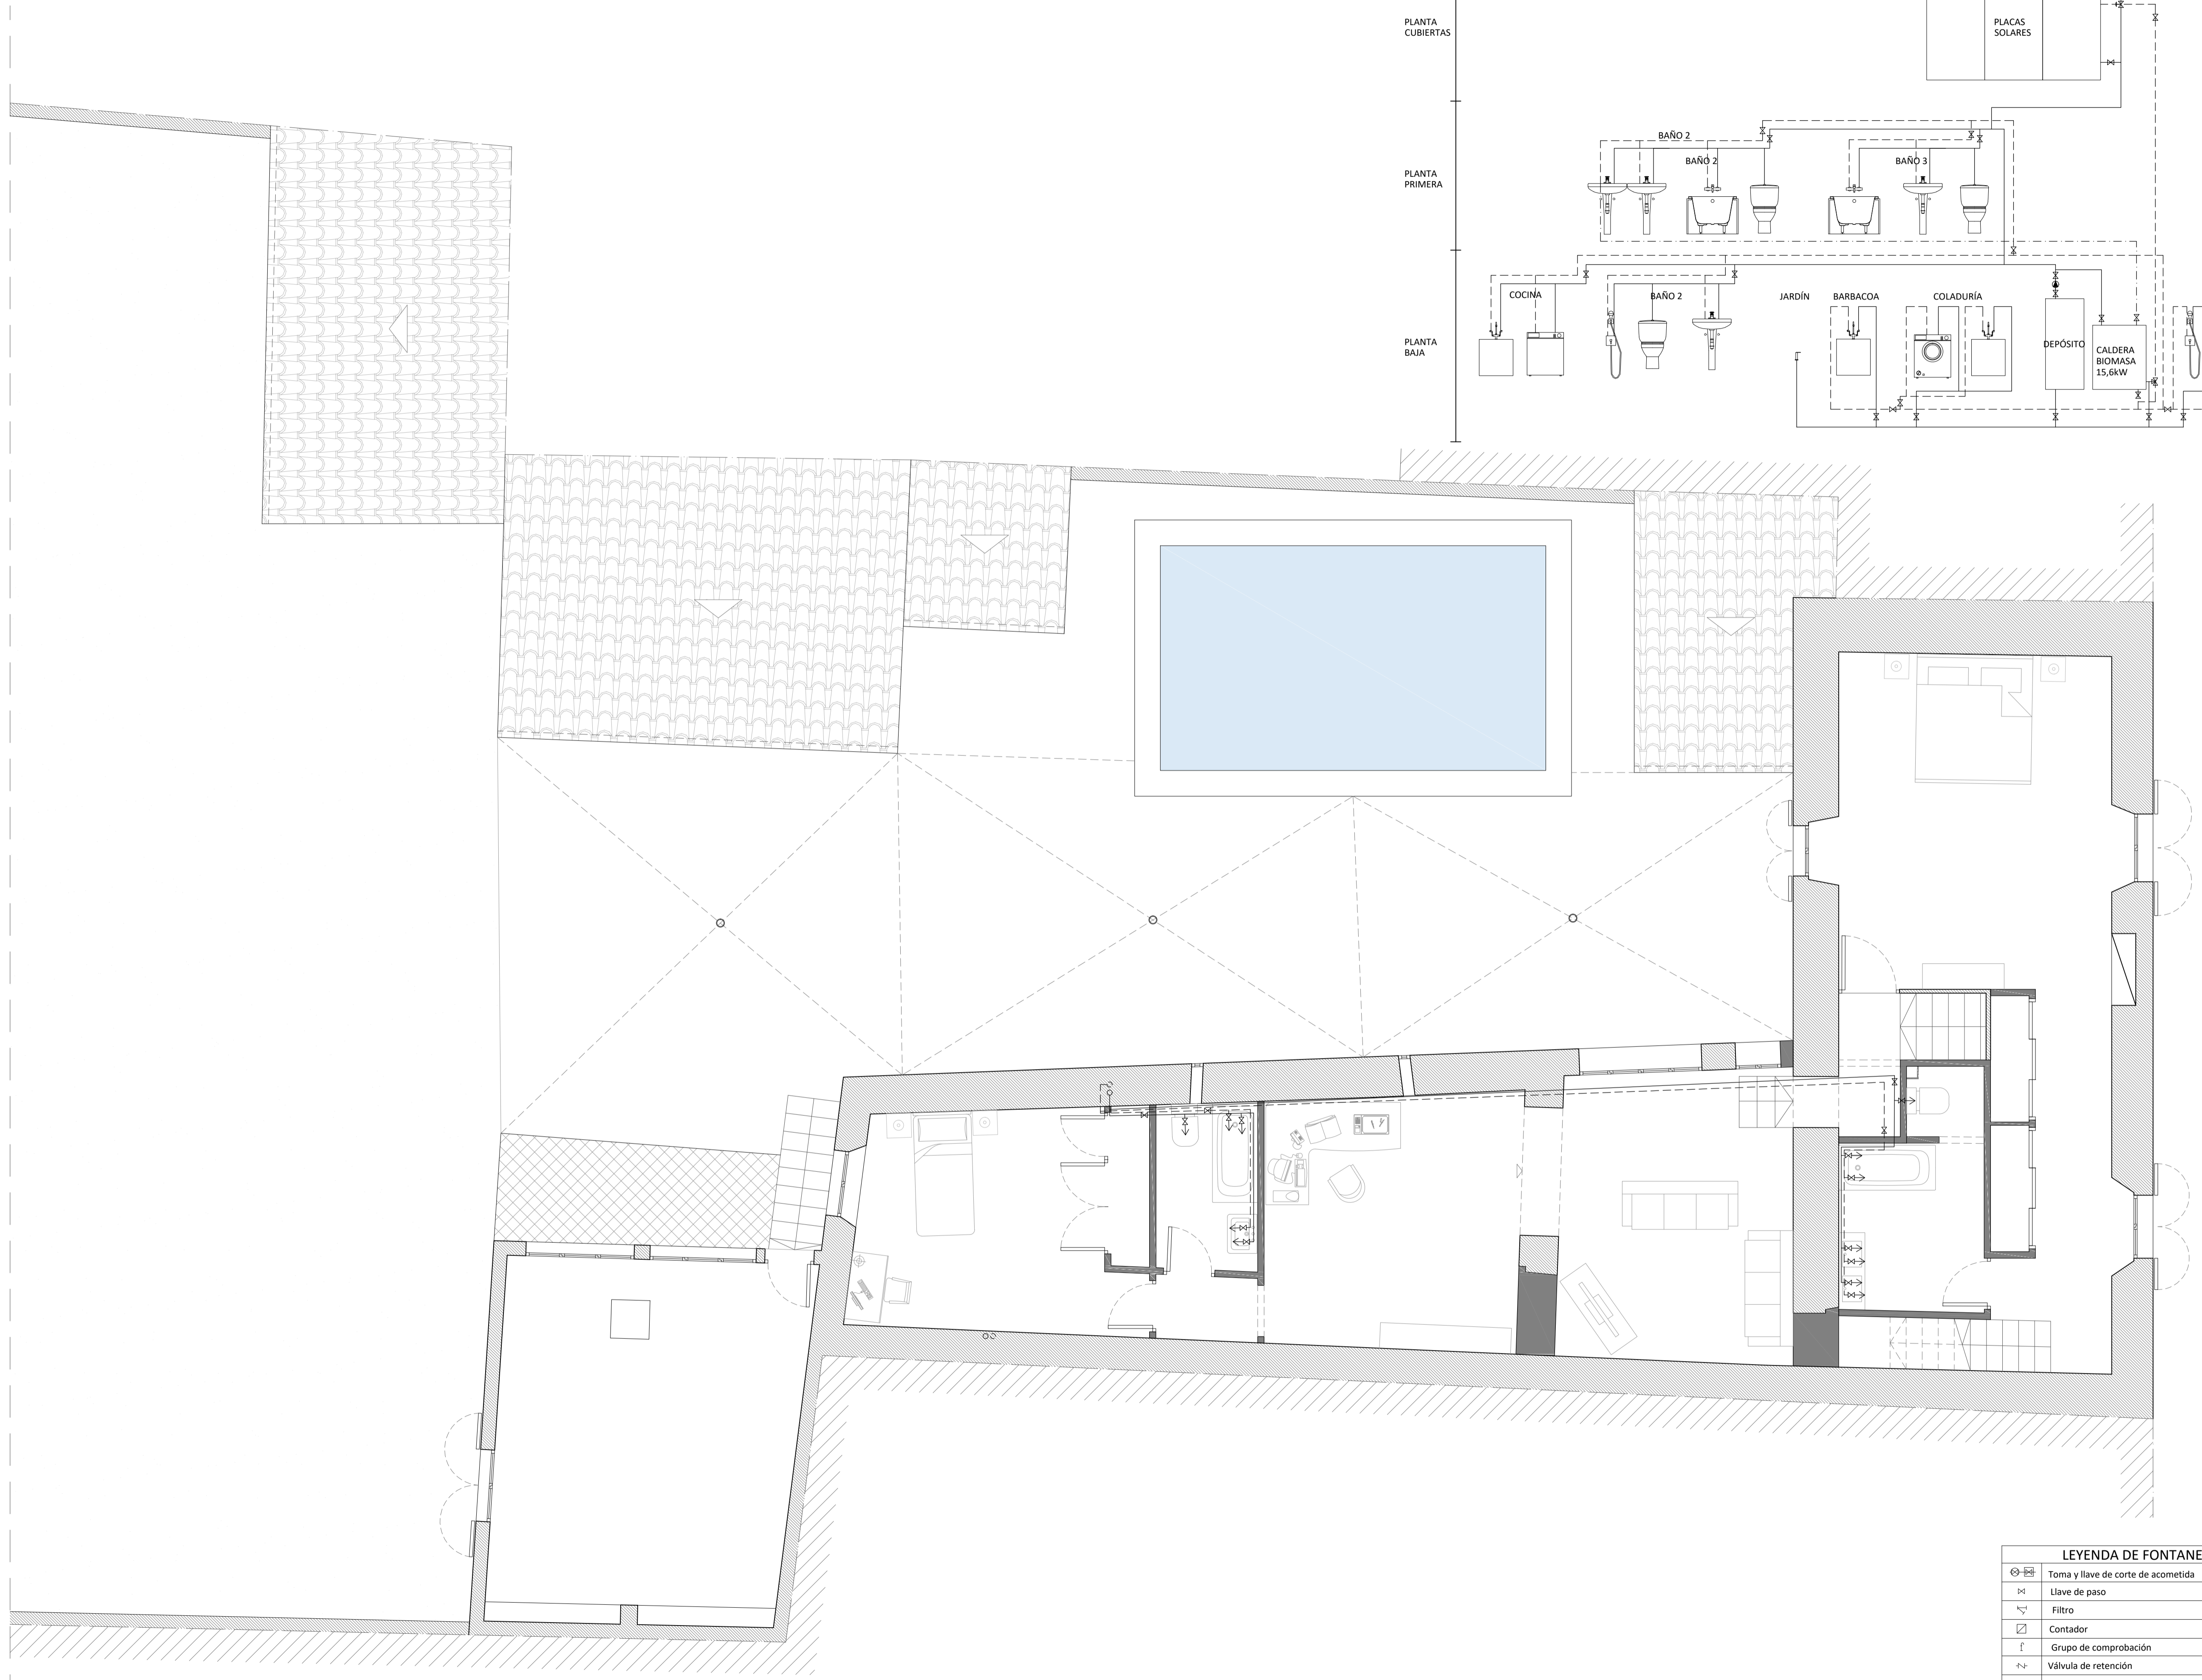 PLANTA
CUBIERTAS
PLACAS
SOLARES
BAÑO 2
BAÑO 2
BAÑO 3
PLANTA
PRIMERA
COCINA
BAÑO 2
JARDÍN
BARBACOA
COLADURÍA
PLANTA
BAJA
DEPÓSITO
CALDERA
BIOMASA
15,6kW
LEYENDA DE FONTANE
Toma y llave de corte de acometida
Llave de paso
Filtro
Contador
Grupo de comprobación
Válvula de retención